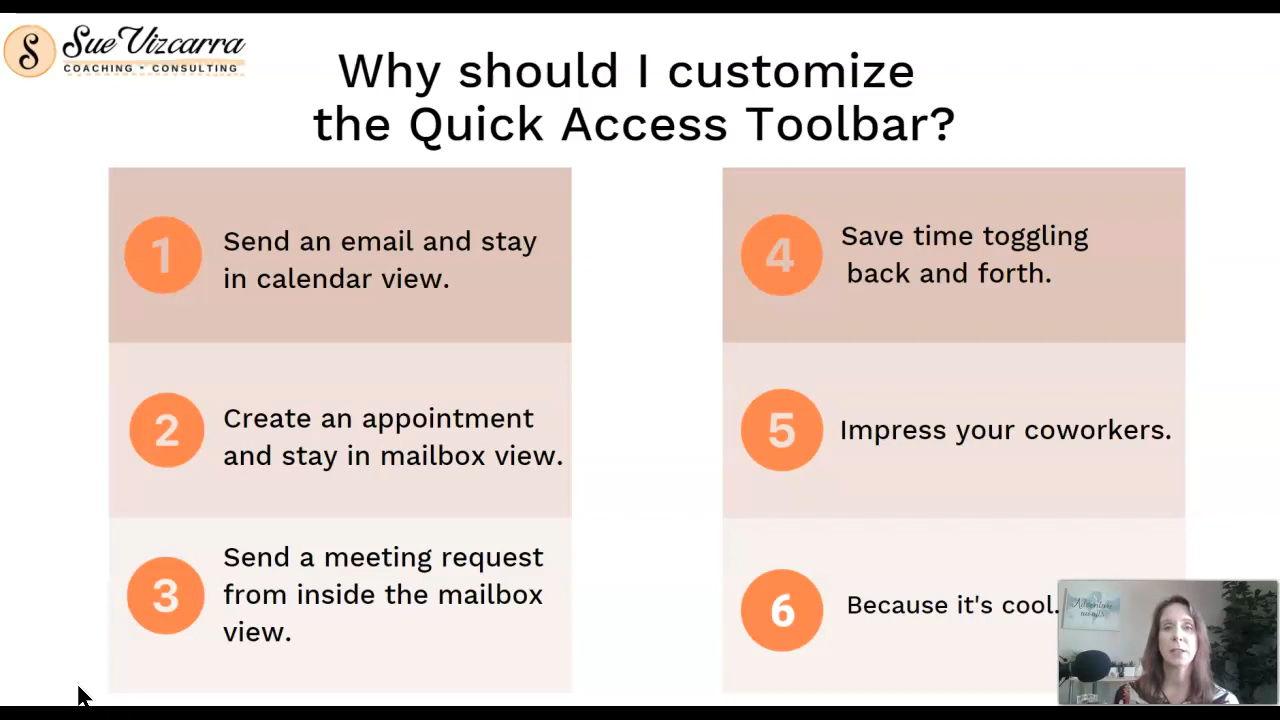 S
Sue Vizcarra
COACHING • CONSULTING
Why should I customize
the Quick Access Toolbar?
1
Send an email and stay
in calendar view.
2
Create an appointment
and stay in mailbox view.
3
Send a meeting request
from inside the mailbox
view.
4
Save time toggling
back and forth.
5
Impress your coworkers.
6
Because it's cool.